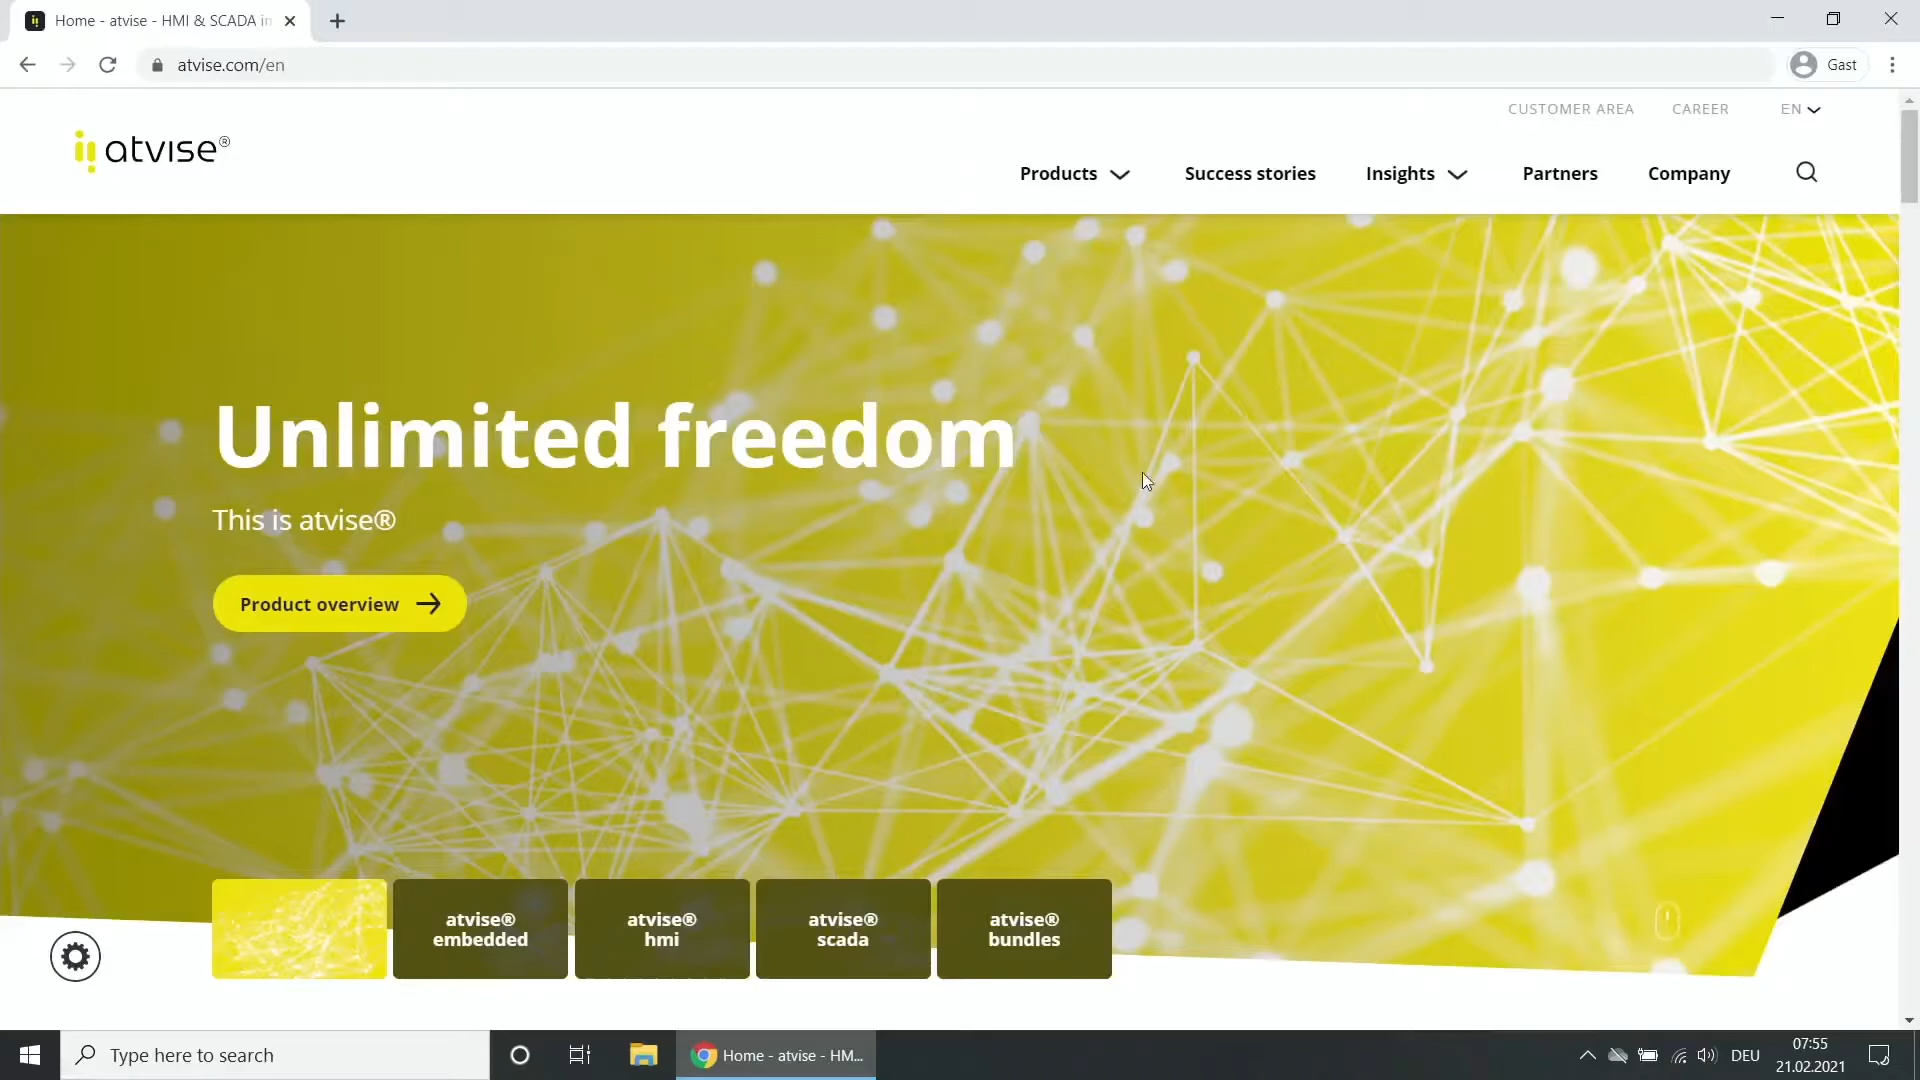 Home - atvise - HMI & SCADA in
atvise.com/en
Gast
CUSTOMER AREA
CAREER
EN
atvise®
Products
Success stories
Insights
Partners
Company
Unlimited freedom
This is atvise®
Product overview
atvise®
embedded
atvise®
hmi
atvise®
scada
atvise®
bundles
Type here to search
Home - atvise - HM...
DEU
07:55
21.02.2021